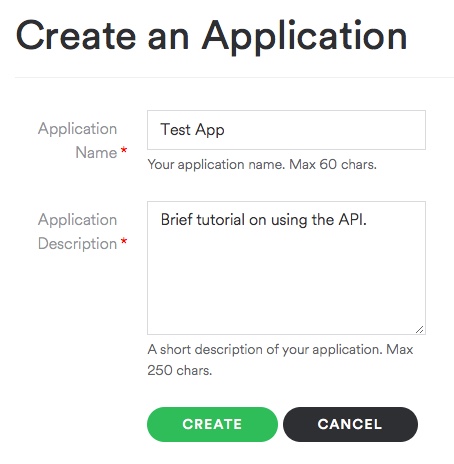 Create an Application
Application
Name *
Test App
Your application name. Max 60 chars.
Application
Description *
Brief tutorial on using the API.
A short description of your application. Max
250 chars.
CREATE
CANCEL